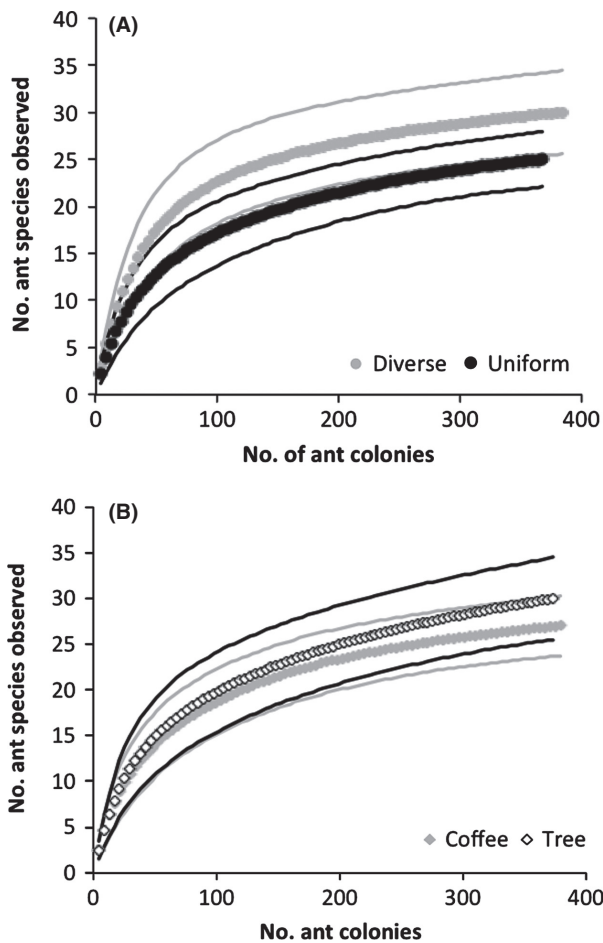 (A)
No. ant species observed
40
35
30
25
20
15
10
5
0
0 100 200 300 400
Diverse Uniform
No. of ant colonies
(B)
No. ant species observed
40
35
30
25
20
15
10
5
0
Coffee Tree
0 100 200 300 400
No. ant colonies